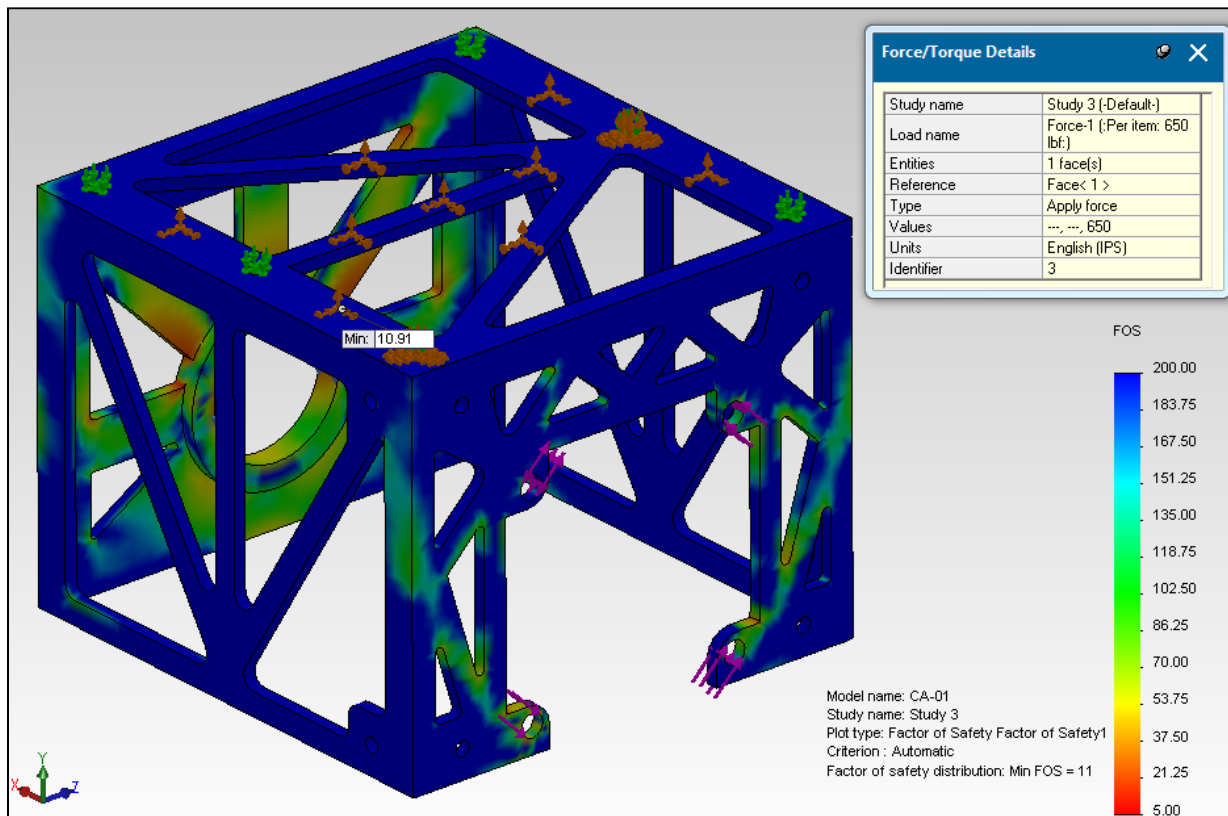 Force/Torque Details
Study name Study 3 (-Default-)
Load name Force-1 (:Per item: 650 lbf:)
Entities 1 face(s)
Reference Face< 1 >
Type Apply force
Values ---, ---, 650
Units English (IPS)
Identifier 3
Min: 10.91
FOS
200.00
183.75
167.50
151.25
135.00
118.75
102.50
86.25
70.00
53.75
37.50
21.25
5.00
Model name: CA-01
Study name: Study 3
Plot type: Factor of Safety Factor of Safety1
Criterion : Automatic
Factor of safety distribution: Min FOS = 11
Y
X
Z